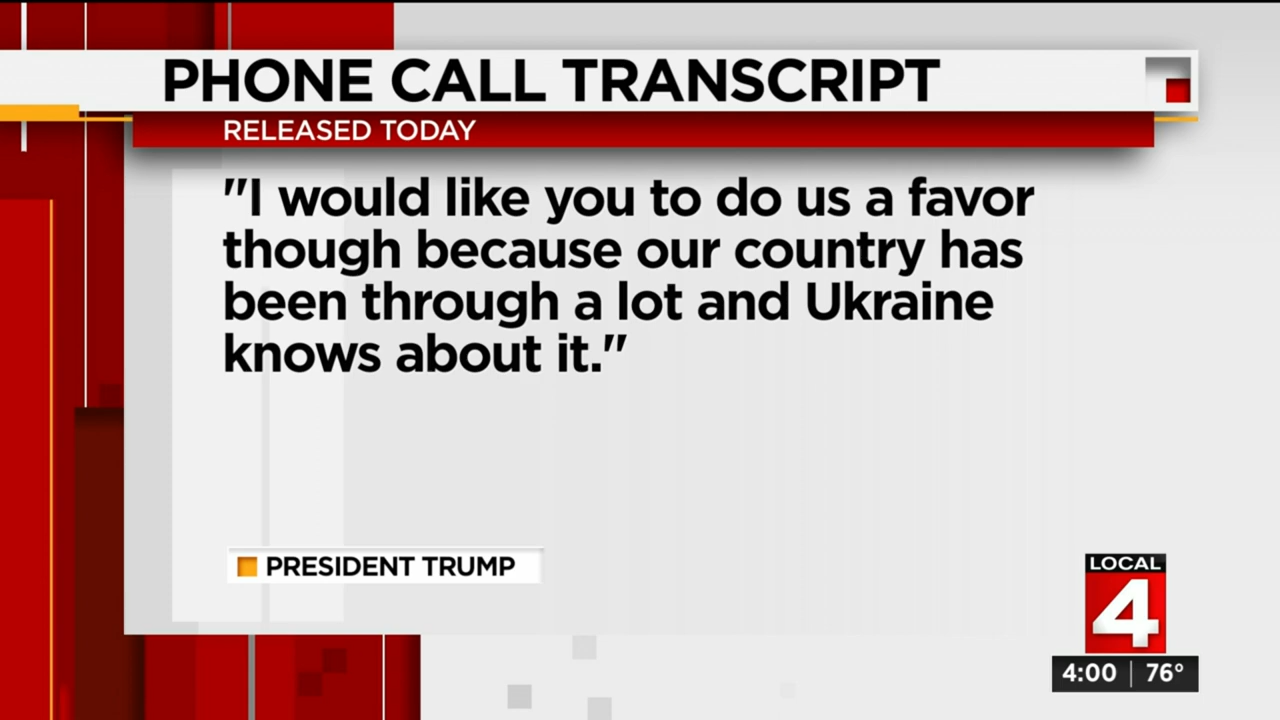 PHONE CALL TRANSCRIPT
RELEASED TODAY
"I would like you to do us a favor
though because our country has
been through a lot and Ukraine
knows about it."
PRESIDENT TRUMP
LOCAL
4
4:00 | 76°